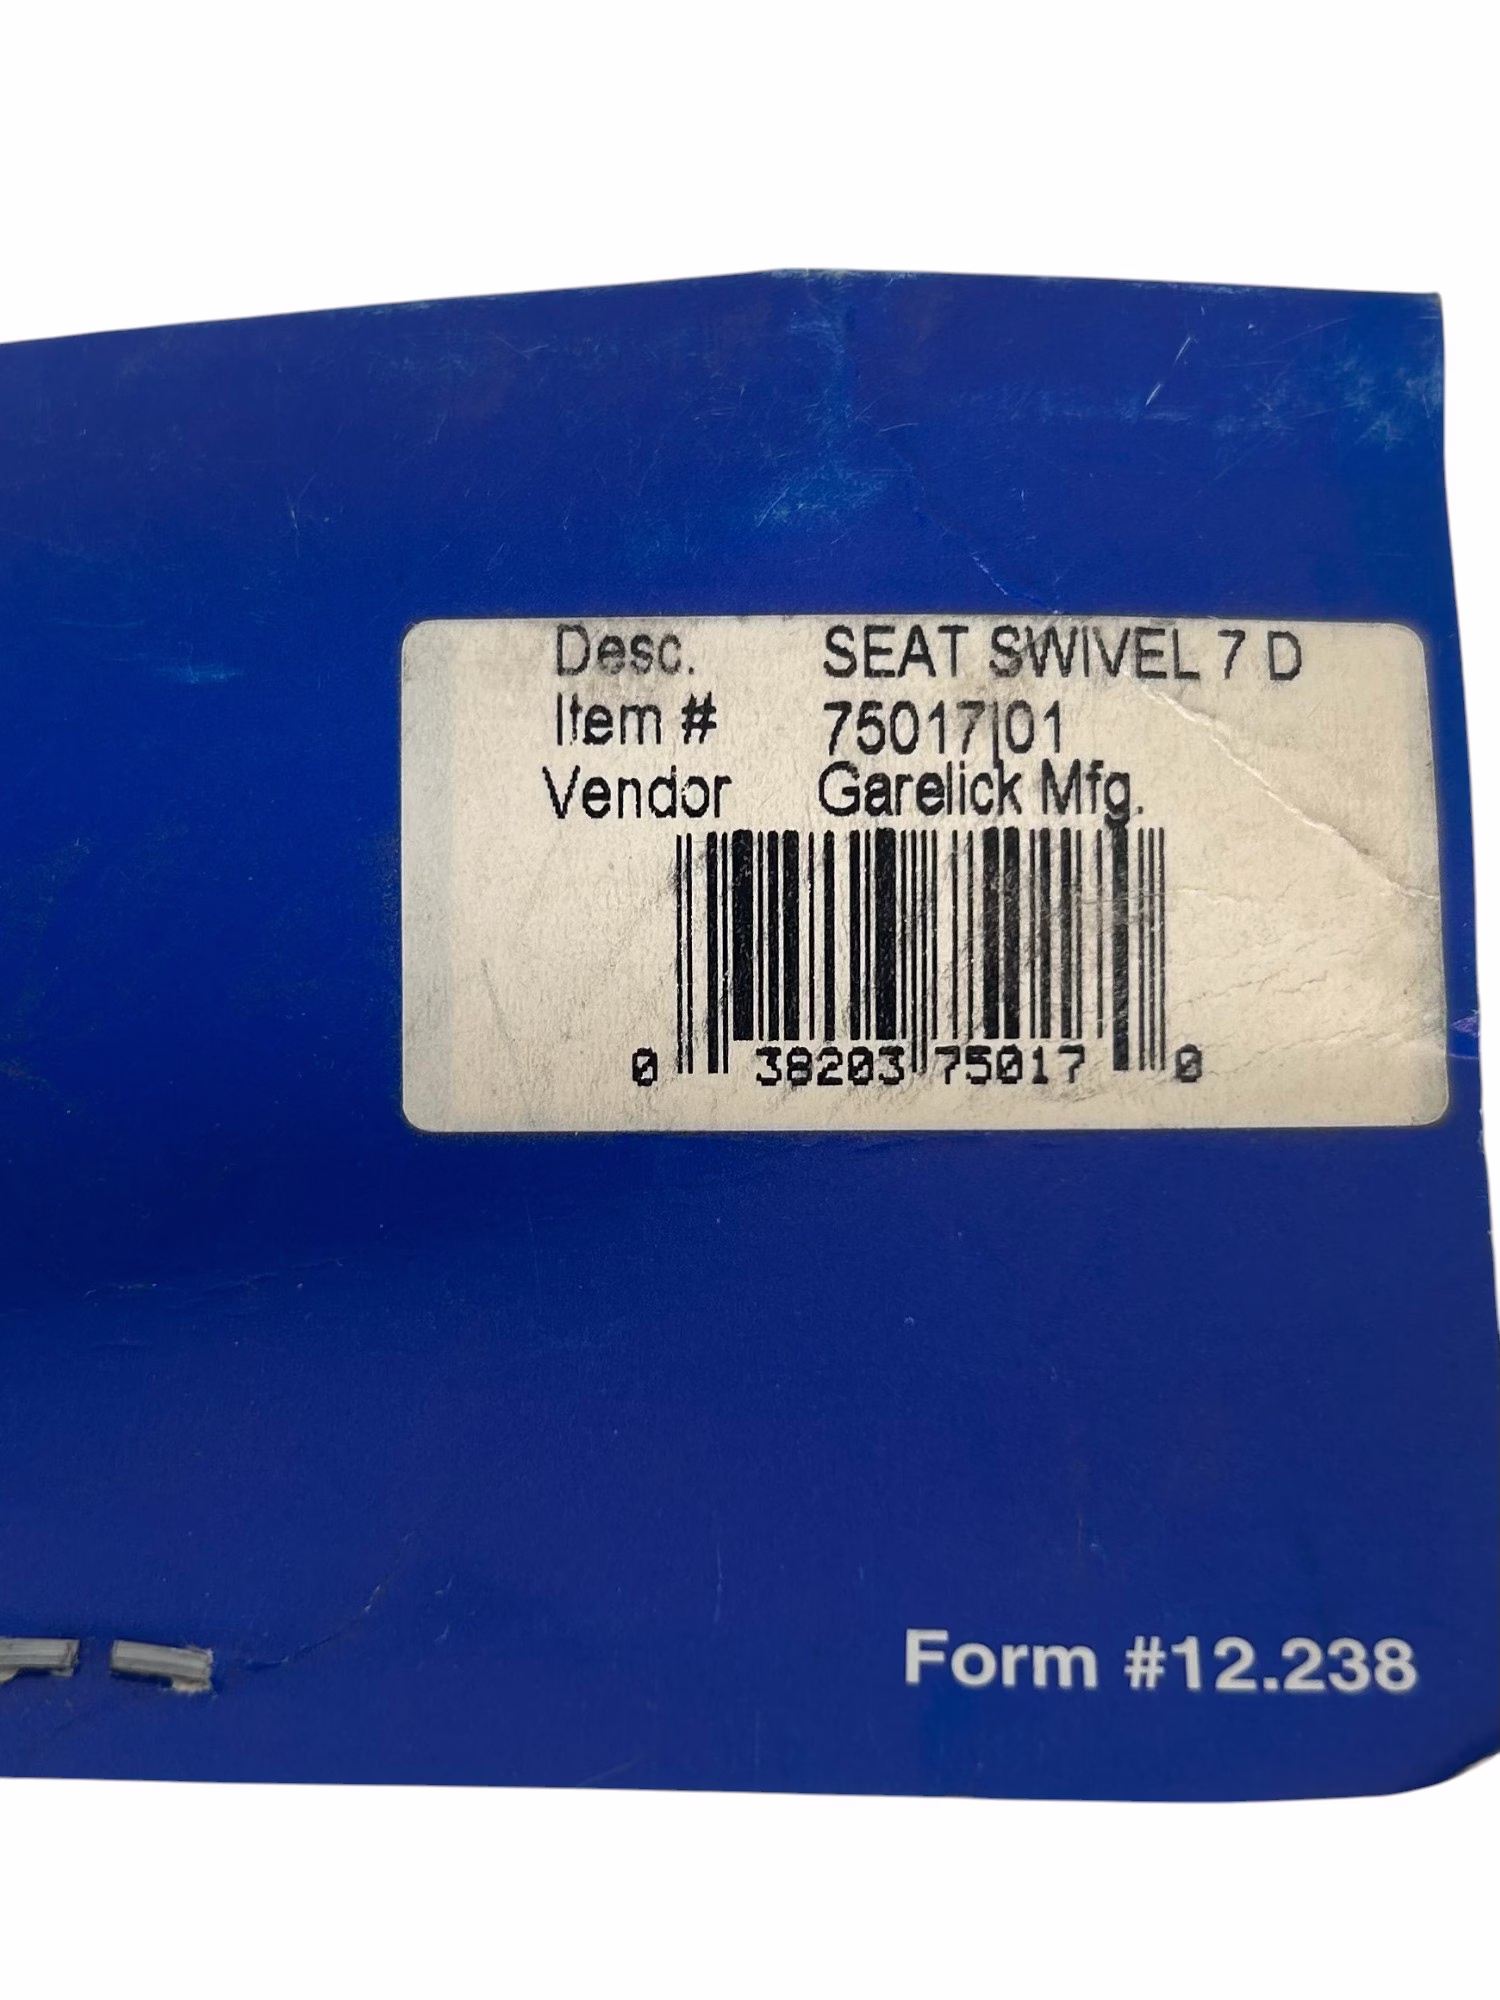 Desc. SEAT SWIVEL 7 D
Item # 75017|01
Vendor Garelick Mfg.
0 38203 75017 0
Form #12.238